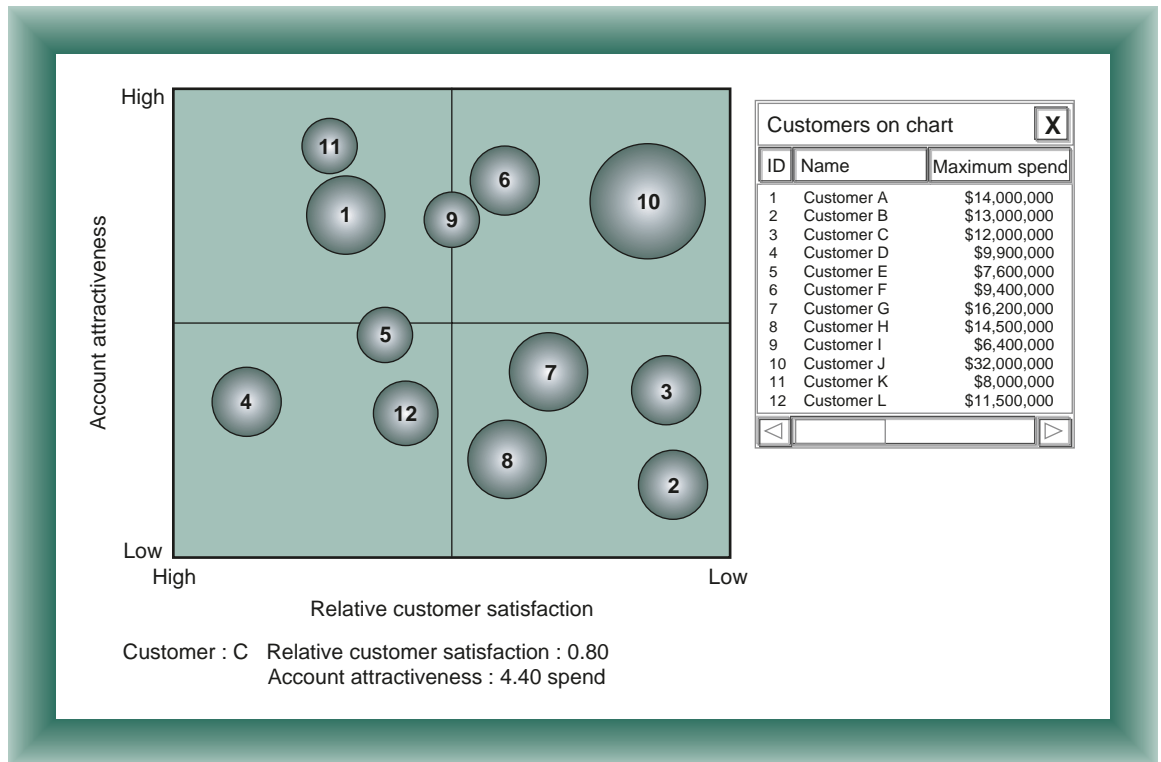 High
11
6
10
1
9
5
7
3
4
12
8
2
Low
High
Low
Account attractiveness
Relative customer satisfaction
Customer : C Relative customer satisfaction : 0.80
Account attractiveness : 4.40 spend
Customers on chart X
ID Name Maximum spend
1 Customer A $14,000,000
2 Customer B $13,000,000
3 Customer C $12,000,000
4 Customer D $9,900,000
5 Customer E $7,600,000
6 Customer F $9,400,000
7 Customer G $16,200,000
8 Customer H $14,500,000
9 Customer I $6,400,000
10 Customer J $32,000,000
11 Customer K $8,000,000
12 Customer L $11,500,000